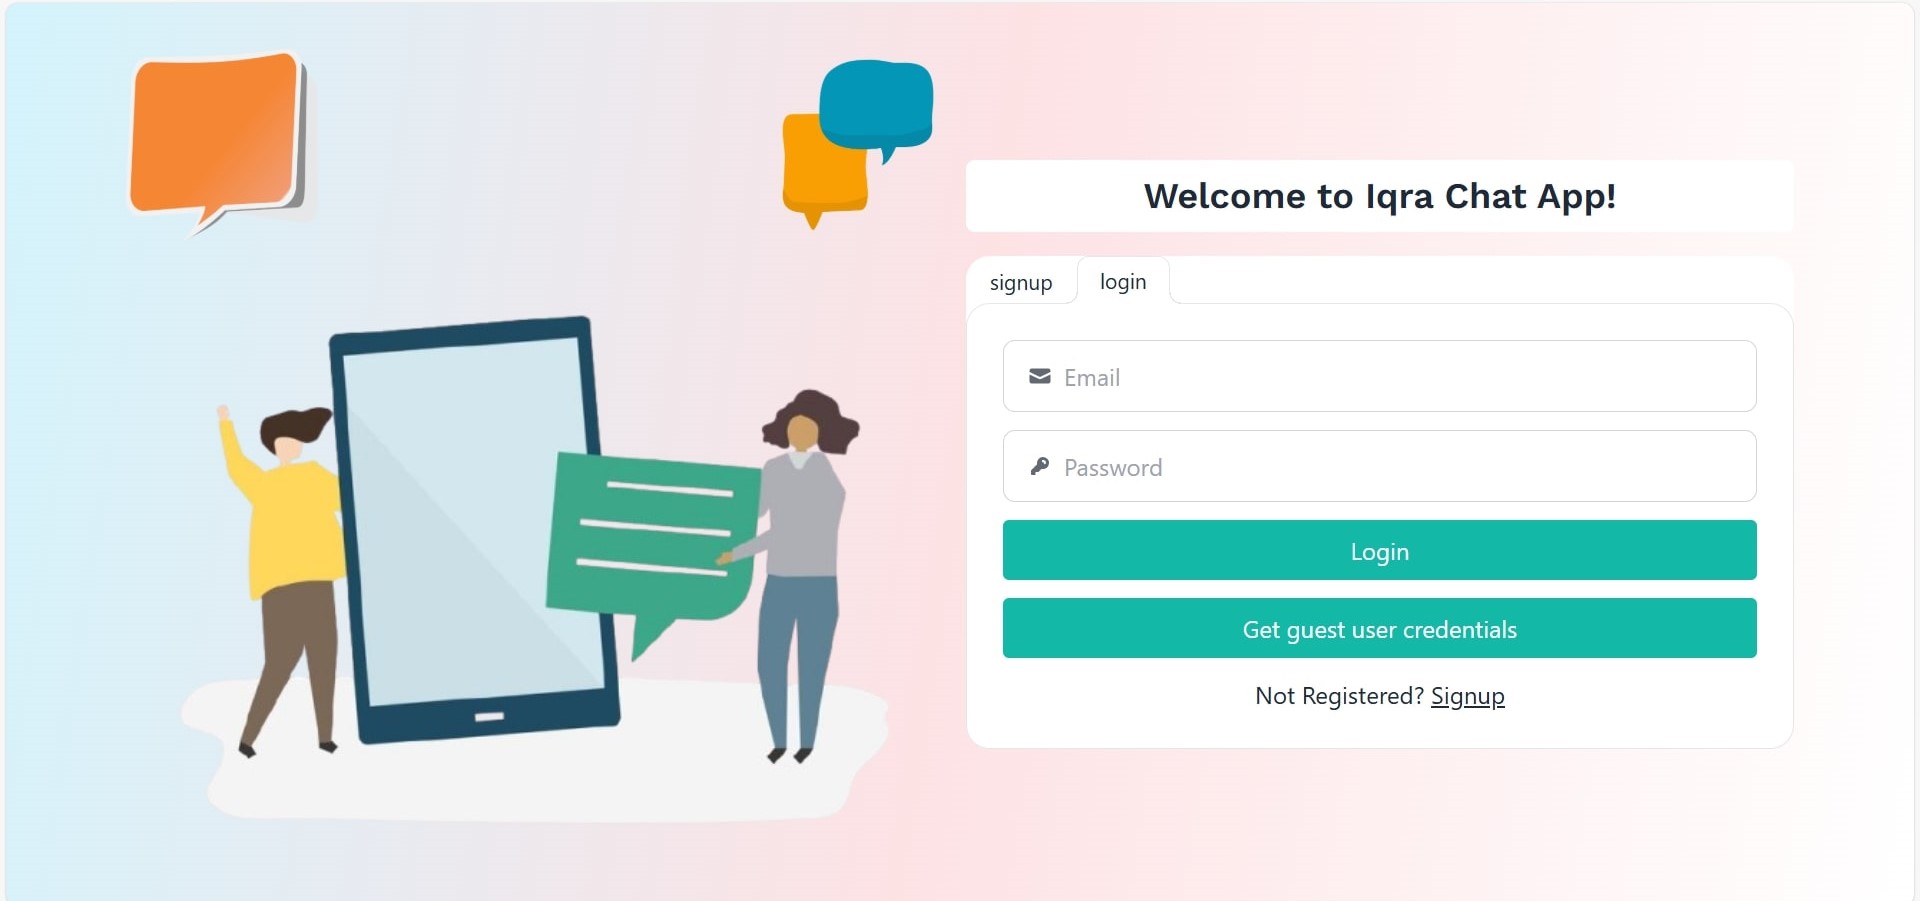 Welcome to Iqra Chat App!
signup login
Email
Password
Login
Get guest user credentials
Not Registered? Signup